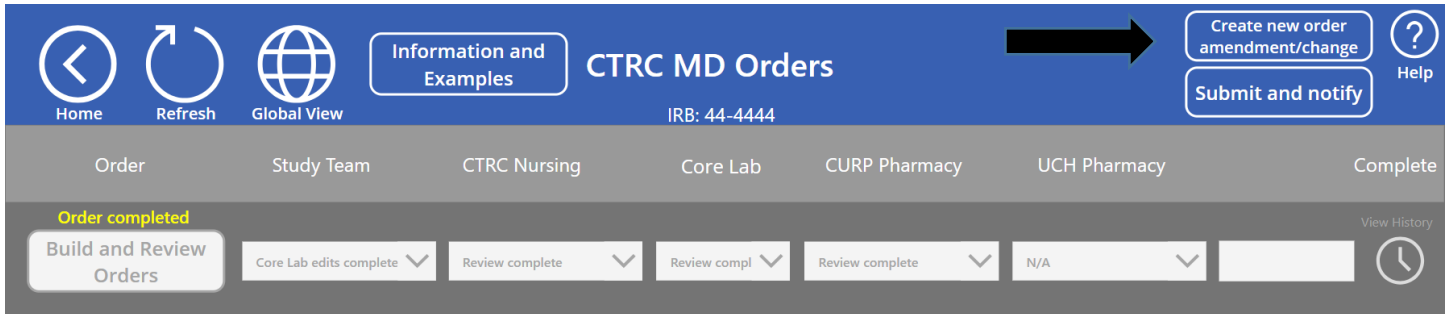 Home
Refresh
Global View
Information and
Examples
CTRC MD Orders
IRB: 44-4444
Create new order
amendment/change
Submit and notify
?
Help
Order
Study Team
CTRC Nursing
Core Lab
CURP Pharmacy
UCH Pharmacy
Complete
Order completed
Build and Review
Orders
Core Lab edits complete
Review complete
Review compl
Review complete
N/A
View History